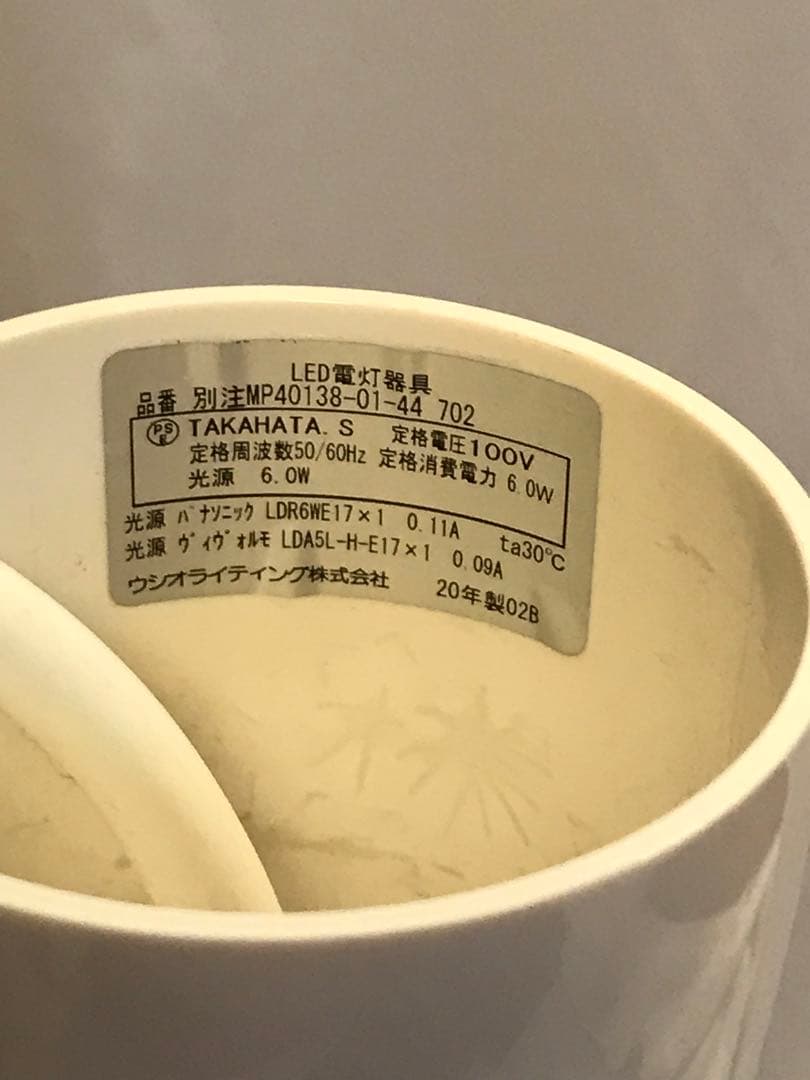 LED電灯器具
品番 別注MP40138-01-44 702
PSE TAKAHATA.S 定格電圧100V
定格周波数50/60Hz 定格消費電力 6.0W
光源 6.0W
光源 ﾊﾟﾅｿﾆｯｸ LDR6WE17×1 0.11A ta30℃
光源 ｳﾞｨｳﾞｫﾙﾓ LDA5L-H-E17×1 0.09A
ウシオライティング株式会社 20年製02B